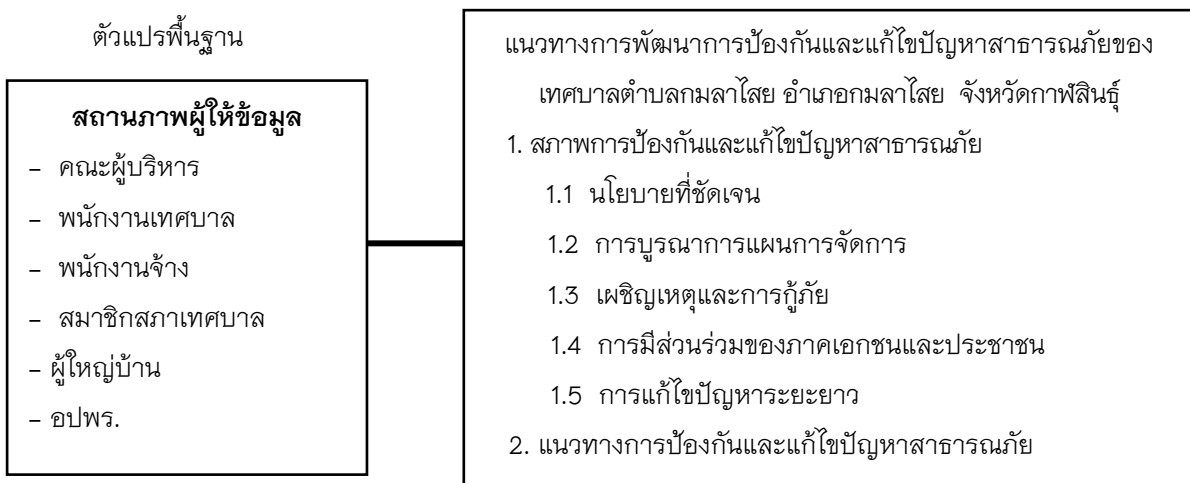 ตัวแปรพื้นฐาน
สถานภาพผู้ให้ข้อมูล
- คณะผู้บริหาร
- พนักงานเทศบาล
- พนักงานจ้าง
- สมาชิกสภาเทศบาล
- ผู้ใหญ่บ้าน
- อปพร.
แนวทางการพัฒนาการป้องกันและแก้ไขปัญหาสาธารณภัยของ
เทศบาลตำบลกมลาไสย อำเภอกมลาไสย จังหวัดกาฬสินธุ์
1. สภาพการป้องกันและแก้ไขปัญหาสาธารณภัย
1.1 นโยบายที่ชัดเจน
1.2 การบูรณาการแผนการจัดการ
1.3 เผชิญเหตุและการกู้ภัย
1.4 การมีส่วนร่วมของภาคเอกชนและประชาชน
1.5 การแก้ไขปัญหาระยะยาว
2. แนวทางการป้องกันและแก้ไขปัญหาสาธารณภัย